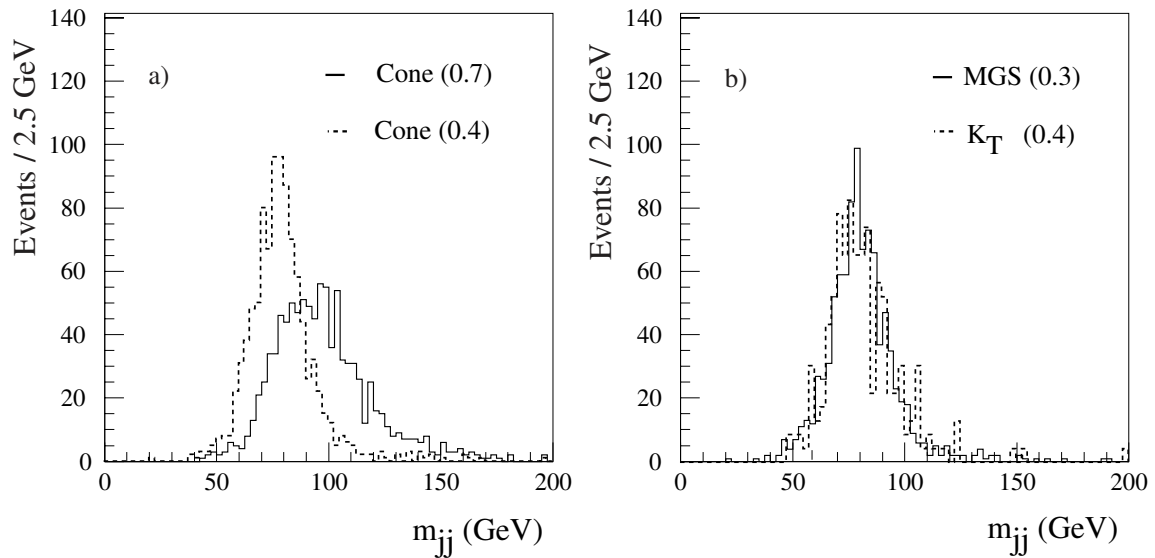 Events / 2.5 GeV
140
120
100
80
60
40
20
0
a)
Cone (0.7)
Cone (0.4)
0 50 100 150 200
m_jj (GeV)
Events / 2.5 GeV
140
120
100
80
60
40
20
0
b)
MGS (0.3)
K_T (0.4)
0 50 100 150 200
m_jj (GeV)